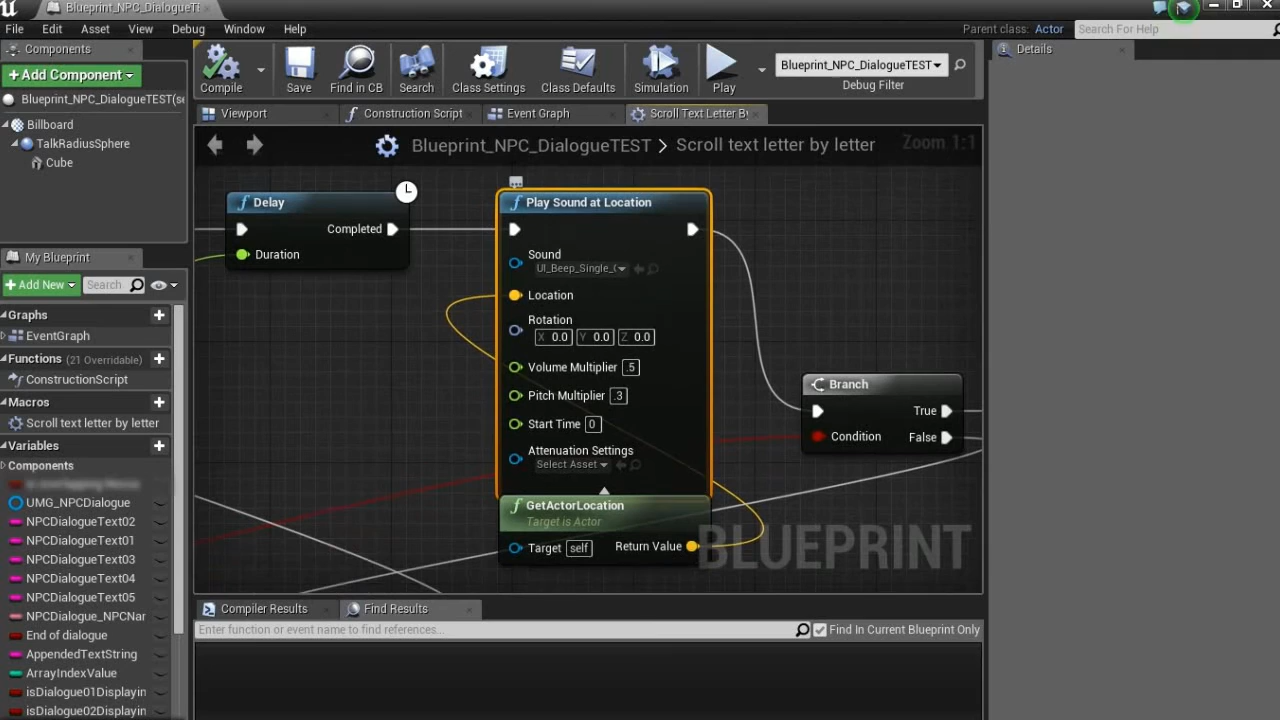 Blueprint_NPC_DialogueTE
File
Edit
Asset
View
Debug
Window
Help
Parent class: Actor
Search For Help
Components
Add Component
Blueprint_NPC_DialogueTEST(se
Billboard
TalkRadiusSphere
Cube
Compile
Save
Find in CB
Search
Class Settings
Class Defaults
Simulation
Play
Blueprint_NPC_DialogueTEST
Debug Filter
Details
Viewport
Construction Script
Event Graph
Scroll Text Letter By
Blueprint_NPC_DialogueTEST > Scroll text letter by letter
Zoom 1:1
Delay
Completed
Duration
Play Sound at Location
Sound
UI_Beep_Single_
Location
Rotation
X 0.0 Y 0.0 Z 0.0
Volume Multiplier .5
Pitch Multiplier .3
Start Time 0
Attenuation Settings
Select Asset
GetActorLocation
Target is Actor
Target self
Return Value
Branch
True
Condition
False
BLUEPRINT
My Blueprint
Add New
Search
Graphs
EventGraph
Functions (21 Overridable)
ConstructionScript
Macros
Scroll text letter by letter
Variables
Components
UMG_NPCDialogue
NPCDialogueText02
NPCDialogueText01
NPCDialogueText03
NPCDialogueText04
NPCDialogueText05
NPCDialogue_NPCNar
End of dialogue
AppendedTextString
ArrayIndexValue
isDialogue01Displayin
isDialogue02Displayin
Compiler Results
Find Results
Enter function or event name to find references...
Find In Current Blueprint Only